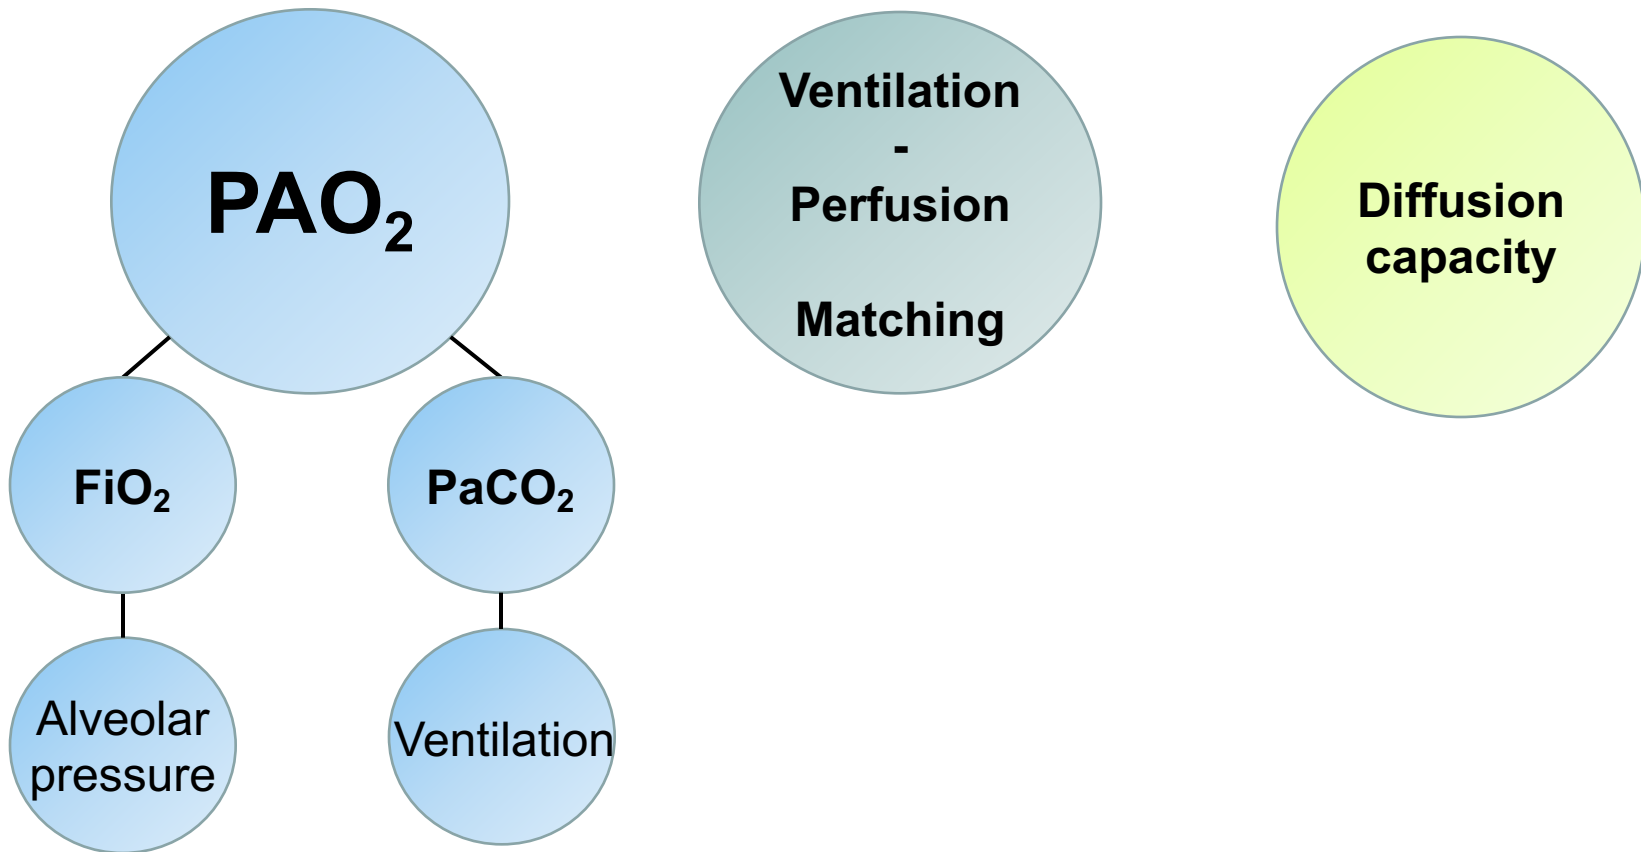 PAO₂
Ventilation
-
Perfusion
Matching
Diffusion
capacity
FiO₂
PaCO₂
Alveolar
pressure
Ventilation